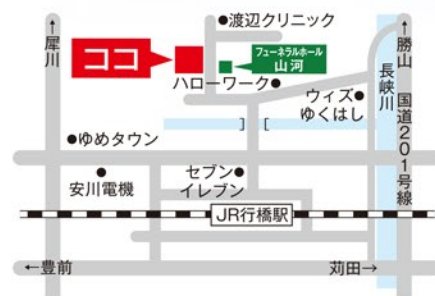 ↑犀川
渡辺クリニック
ココ
フューネラルホール
山河
ハローワーク
ウィズ
ゆくはし
長峡川
↑勝山 国道201号線
ゆめタウン
安川電機
セブン
イレブン
JR行橋駅
←豊前
苅田→